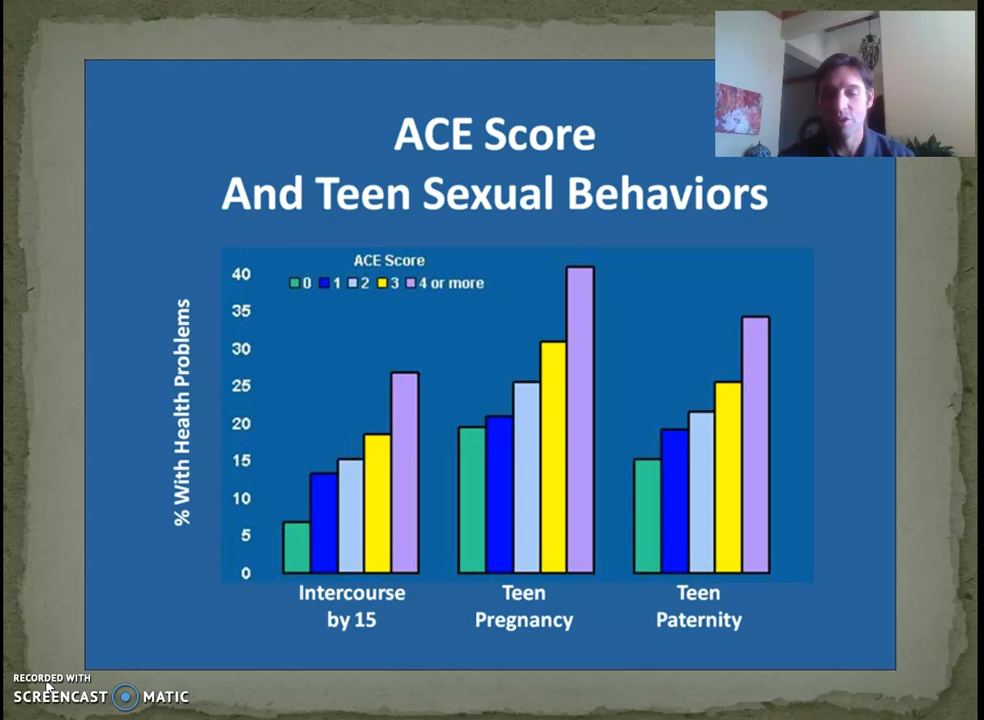 ACE Score
And Teen Sexual Behaviors
ACE Score
0 1 2 3 4 or more
% With Health Problems
40
35
30
25
20
15
10
5
0
Intercourse
by 15
Teen
Pregnancy
Teen
Paternity
RECORDED WITH
SCREENCAST MATIC